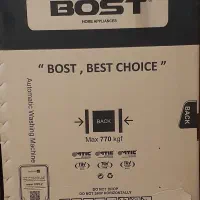 BOST
HOME APPLIANCES
“ BOST , BEST CHOICE ”
Automatic Washing Machine
BACK
Max 770 kgf
BACK
DO NOT DROP
DO NOT SHIP HORIZONTALLY